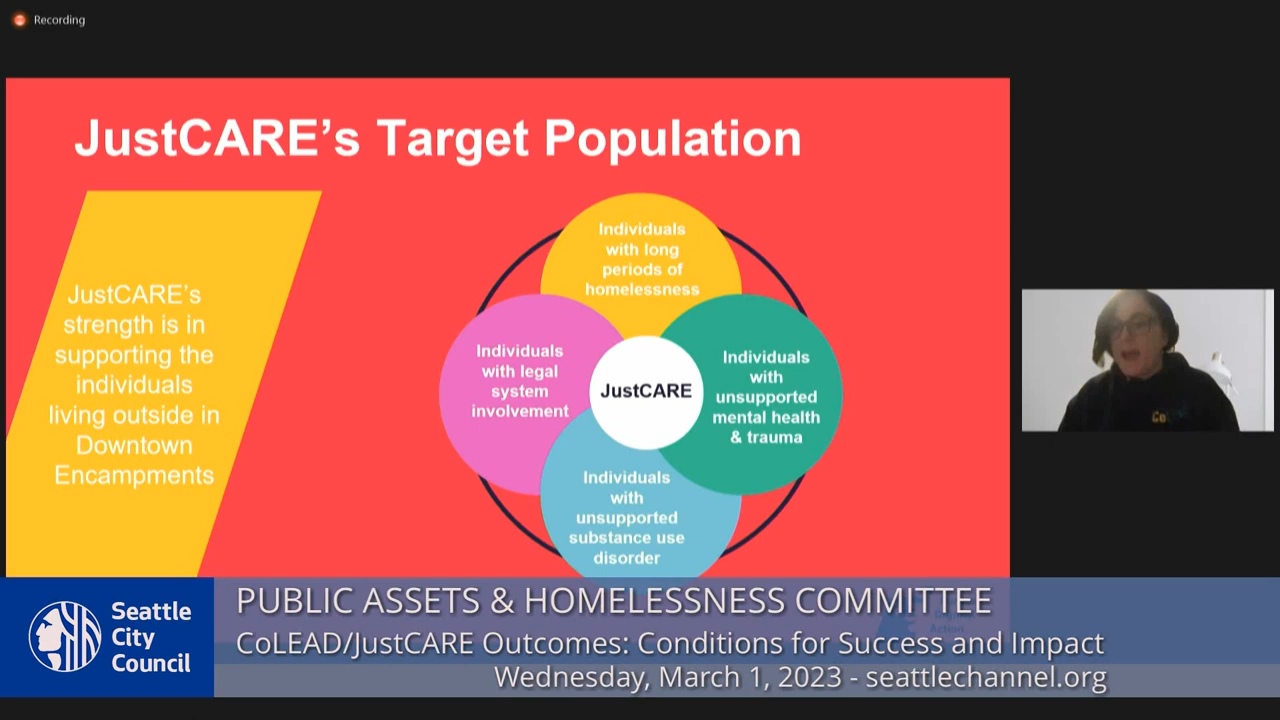 Recording
JustCARE’s Target Population
JustCARE’s
strength is in
supporting the
individuals
living outside in
Downtown
Encampments
Individuals
with long
periods of
homelessness
Individuals
with legal
system
involvement
JustCARE
Individuals
with
unsupported
mental health
& trauma
Individuals
with
unsupported
substance use
disorder
Seattle
City
Council
PUBLIC ASSETS & HOMELESSNESS COMMITTEE
CoLEAD/JustCARE Outcomes: Conditions for Success and Impact
Wednesday, March 1, 2023 - seattlechannel.org